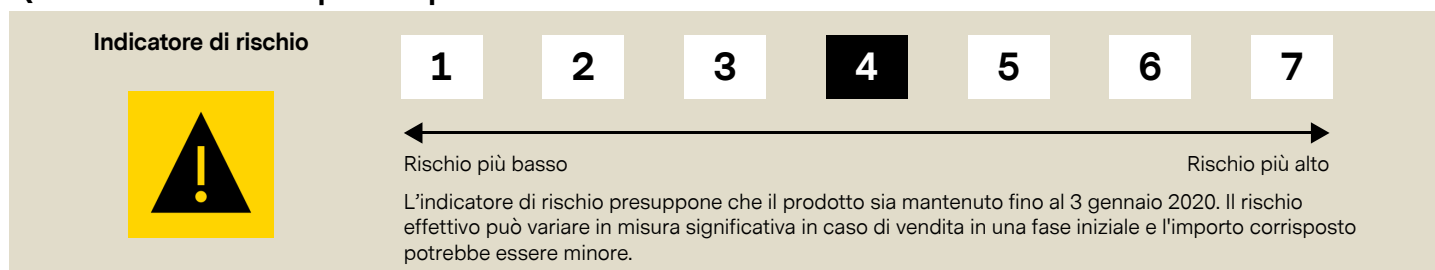 Indicatore di rischio
1 2 3 4 5 6 7
Rischio più basso
Rischio più alto
L'indicatore di rischio presuppone che il prodotto sia mantenuto fino al 3 gennaio 2020. Il rischio
effettivo può variare in misura significativa in caso di vendita in una fase iniziale e l'importo corrisposto
potrebbe essere minore.